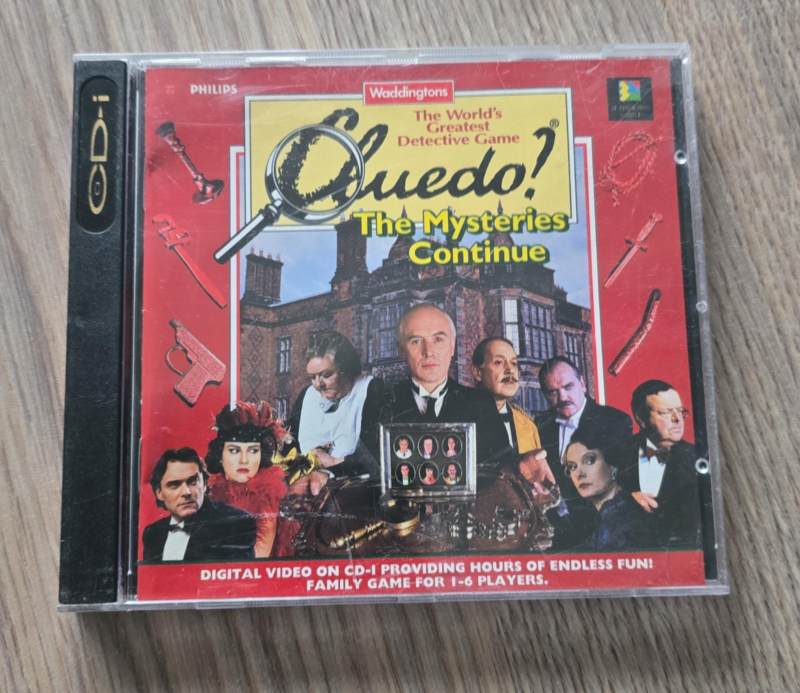 CD-i
PHILIPS
Waddingtons
The World's
Greatest
Detective Game
Cluedo?®
The Mysteries
Continue
DIGITAL VIDEO ON CD-I PROVIDING HOURS OF ENDLESS FUN!
FAMILY GAME FOR 1-6 PLAYERS.